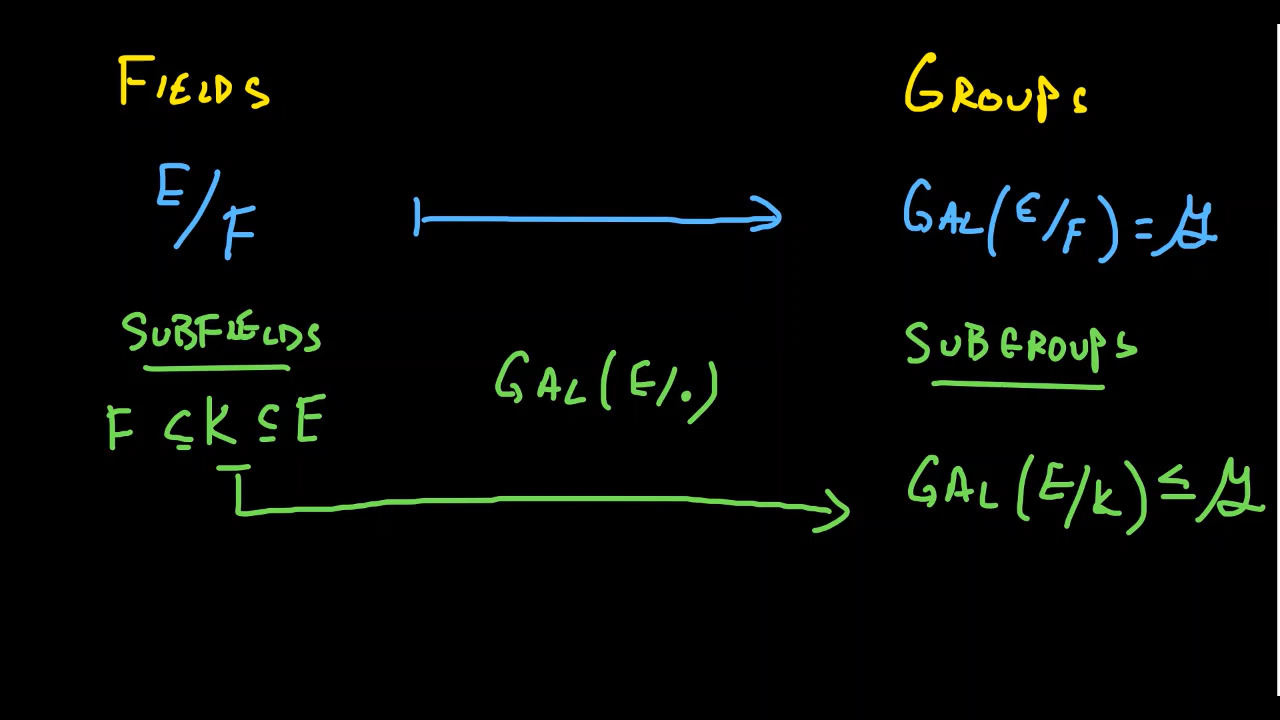 FIELDS GROUPS
E/F ↦ GAL(E/F) = 𝒢
SUBFIELDS SUBGROUPS
GAL(E/.)
F ⊆ K ⊆ E → GAL(E/K) ≤ 𝒢